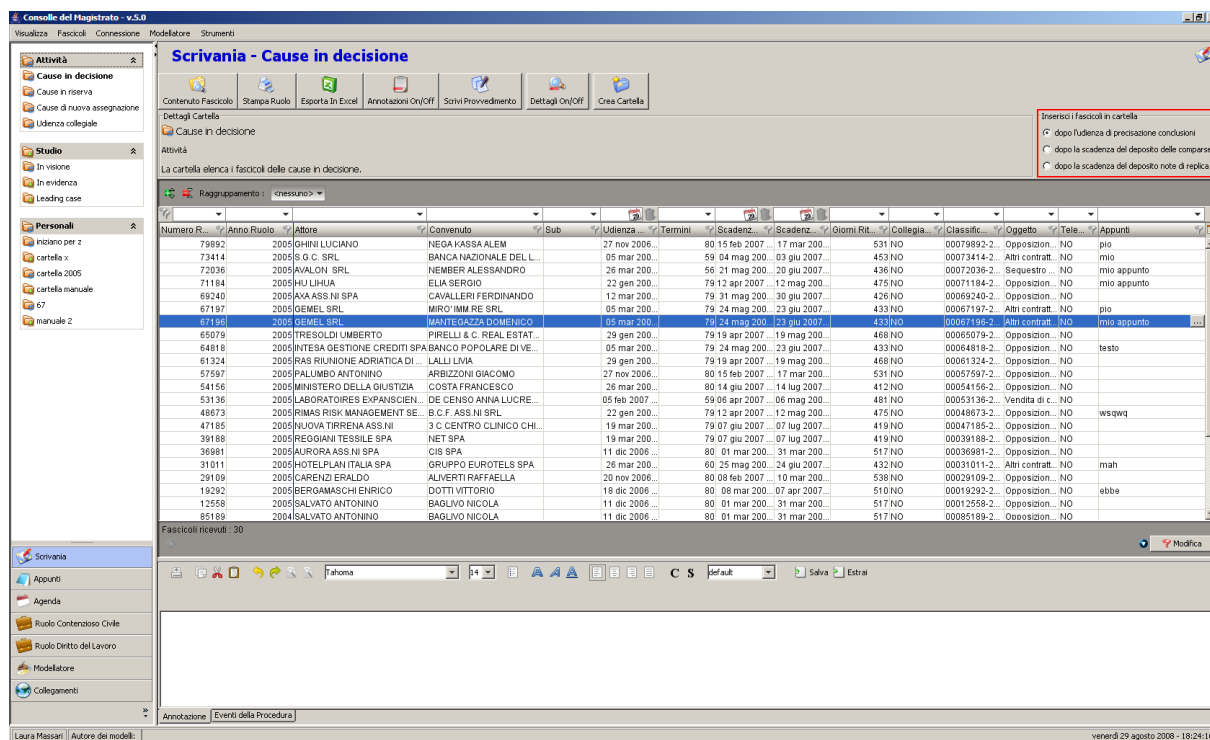 Consolle del Magistrato - v.5.0
Visualizza Fascicoli Connessione Modellatore Strumenti
Attività
Cause in decisione
Cause in riserva
Cause di nuova assegnazione
Udienza collegiale
Studio
In visione
In evidenza
Leading case
Personali
iniziano per z
cartella x
cartella 2005
cartella manuale
67
manuale 2
Scrivania
Appunti
Agenda
Ruolo Contenzioso Civile
Ruolo Diritto del Lavoro
Modellatore
Collegamenti
Scrivania - Cause in decisione
Contenuto Fascicolo Stampa Ruolo Esporta In Excel Annotazioni On/Off Scrivi Provvedimento Dettagli On/Off Crea Cartella
Dettagli Cartella
Cause in decisione
Attività
La cartella elenca i fascicoli delle cause in decisione.
Inserisci i fascicoli in cartella
dopo l'udienza di precisazione conclusioni
dopo la scadenza del deposito delle comparse
dopo la scadenza del deposito note di replica
Raggruppamento : <nessuno>
Numero R... Anno Ruolo Attore Convenuto Sub Udienza ... Termini Scadenz... Scadenz... Giorni Rit... Collegia... Classific... Oggetto Tele... Appunti
79892 2005 GHINI LUCIANO NEGA KASSA ALEM 27 nov 2006... 80 15 feb 2007 ... 17 mar 200... 531 NO 00079892-2... Opposizion... NO pio
73414 2005 S.G.C. SRL BANCA NAZIONALE DEL L... 05 mar 200... 59 04 mag 200... 03 giu 2007... 453 NO 00073414-2... Altri contratt... NO mio
72036 2005 AVALON SRL NEMBER ALESSANDRO 26 mar 200... 56 21 mag 200... 20 giu 2007... 436 NO 00072036-2... Sequestro ... NO mio appunto
71184 2005 HU LIHUA ELIA SERGIO 22 gen 200... 79 12 apr 2007 ... 12 mag 200... 475 NO 00071184-2... Opposizion... NO mio appunto
69240 2005 AXA ASS.NI SPA CAVALLERI FERDINANDO 12 mar 200... 79 31 mag 200... 30 giu 2007... 426 NO 00069240-2... Opposizion... NO
67197 2005 GEMEL SRL MIRO' IMM.RE SRL 05 mar 200... 79 24 mag 200... 23 giu 2007... 433 NO 00067197-2... Altri contratt... NO pio
67196 2005 GEMEL SRL MANTEGAZZA DOMENICO 05 mar 200... 79 24 mag 200... 23 giu 2007... 433 NO 00067196-2... Altri contratt... NO mio appunto ...
65079 2005 TRESOLDI UMBERTO PIRELLI & C. REAL ESTAT... 29 gen 200... 79 19 apr 2007 ... 19 mag 200... 468 NO 00065079-2... Opposizion... NO
64818 2005 INTESA GESTIONE CREDITI SPA BANCO POPOLARE DI VE... 05 mar 200... 79 24 mag 200... 23 giu 2007... 433 NO 00064818-2... Opposizion... NO testo
61324 2005 RAS RIUNIONE ADRIATICA DI ... LALLI LIVIA 29 gen 200... 79 19 apr 2007 ... 19 mag 200... 468 NO 00061324-2... Opposizion... NO
57597 2005 PALUMBO ANTONINO ARBIZZONI GIACOMO 27 nov 2006... 80 15 feb 2007 ... 17 mar 200... 531 NO 00057597-2... Opposizion... NO
54156 2005 MINISTERO DELLA GIUSTIZIA COSTA FRANCESCO 26 mar 200... 80 14 giu 2007 ... 14 lug 200... 412 NO 00054156-2... Opposizion... NO
53136 2005 LABORATOIRES EXPANSCIEN... DE CENSO ANNA LUCRE... 05 feb 2007 ... 59 06 apr 2007 ... 06 mag 200... 481 NO 00053136-2... Vendita di c... NO
48673 2005 RIMAS RISK MANAGEMENT SE... B.C.F. ASS.NI SRL 22 gen 200... 79 12 apr 2007 ... 12 mag 200... 475 NO 00048673-2... Opposizion... NO wsqwq
47185 2005 NUOVA TIRRENA ASS.NI 3 C CENTRO CLINICO CHI... 19 mar 200... 79 07 giu 2007 ... 07 lug 200... 419 NO 00047185-2... Opposizion... NO
39188 2005 REGGIANI TESSILE SPA NET SPA 19 mar 200... 79 07 giu 2007 ... 07 lug 200... 419 NO 00039188-2... Opposizion... NO
36981 2005 AURORA ASS.NI SPA CIS SPA 11 dic 2006 ... 80 01 mar 200... 31 mar 200... 517 NO 00036981-2... Opposizion... NO
31011 2005 HOTELPLAN ITALIA SPA GRUPPO EUROTELS SPA 26 mar 200... 60 25 mag 200... 24 giu 2007... 432 NO 00031011-2... Altri contratt... NO mah
29109 2005 CARENZI ERALDO ALIVERTI RAFFAELLA 20 nov 2006... 80 08 feb 2007 ... 10 mar 200... 538 NO 00029109-2... Opposizion... NO
19292 2005 BERGAMASCHI ENRICO DOTTI VITTORIO 18 dic 2006 ... 80 08 mar 200... 07 apr 2007... 510 NO 00019292-2... Opposizion... NO ebbe
12558 2005 SALVATO ANTONINO BAGLIVO NICOLA 11 dic 2006 ... 80 01 mar 200... 31 mar 200... 517 NO 00012558-2... Opposizion... NO
85189 2004 SALVATO ANTONINO BAGLIVO NICOLA 11 dic 2006 ... 80 01 mar 200... 31 mar 200... 517 NO 00085189-2... Opposizion... NO
Fascicoli ricevuti : 30
Modifica
Tahoma 14 C S default Salva Estrai
Annotazione Eventi della Procedura
Laura Massari Autore dei modelli: venerdì 29 agosto 2008 - 18:24:16